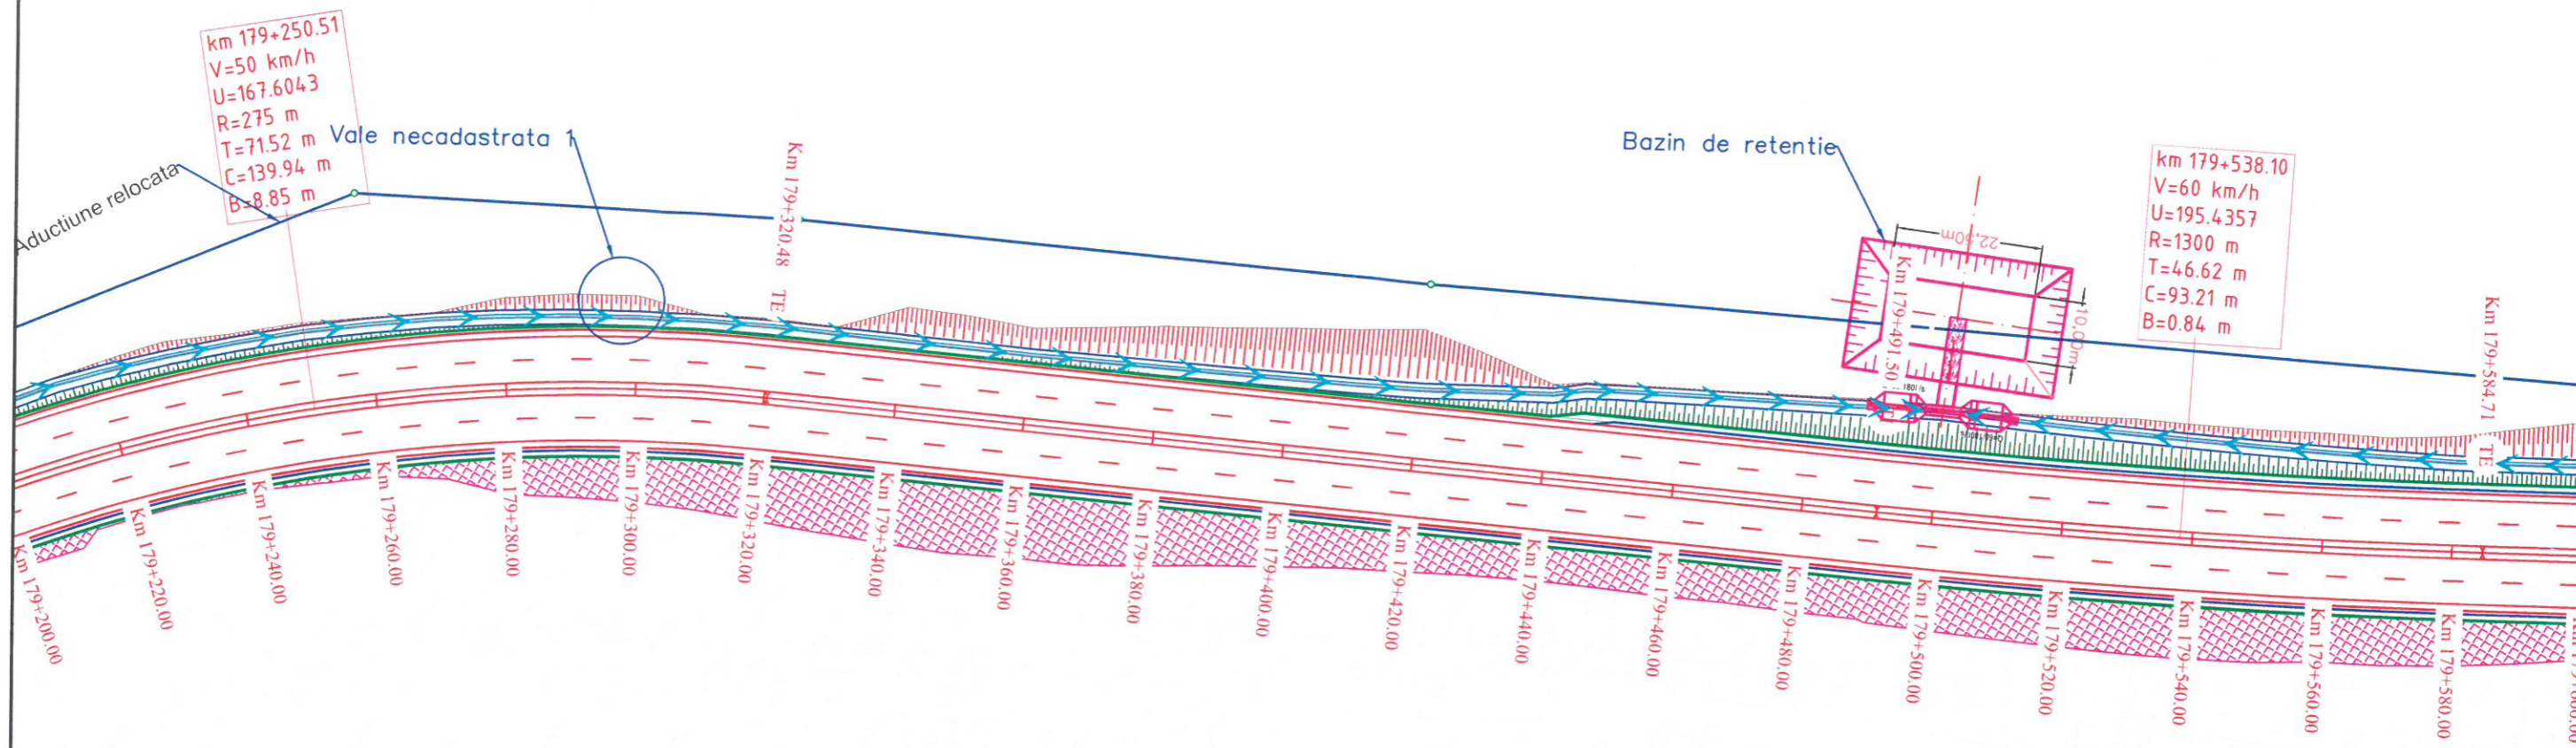 km 179+250.51
V=50 km/h
U=167.6043
R=275 m
T=71.52 m
C=139.94 m
B=8.85 m
Aductiune relocata
Vale necadastrata 1
Km 179+320.48 TE
Bazin de retentie
22,50m
10,00m
Km 179+491.50
km 179+538.10
V=60 km/h
U=195.4357
R=1300 m
T=46.62 m
C=93.21 m
B=0.84 m
Km 179+584.71 TE
Km 179+200.00
Km 179+220.00
Km 179+240.00
Km 179+260.00
Km 179+280.00
Km 179+300.00
Km 179+320.00
Km 179+340.00
Km 179+360.00
Km 179+380.00
Km 179+400.00
Km 179+420.00
Km 179+440.00
Km 179+460.00
Km 179+480.00
Km 179+500.00
Km 179+520.00
Km 179+540.00
Km 179+560.00
Km 179+580.00